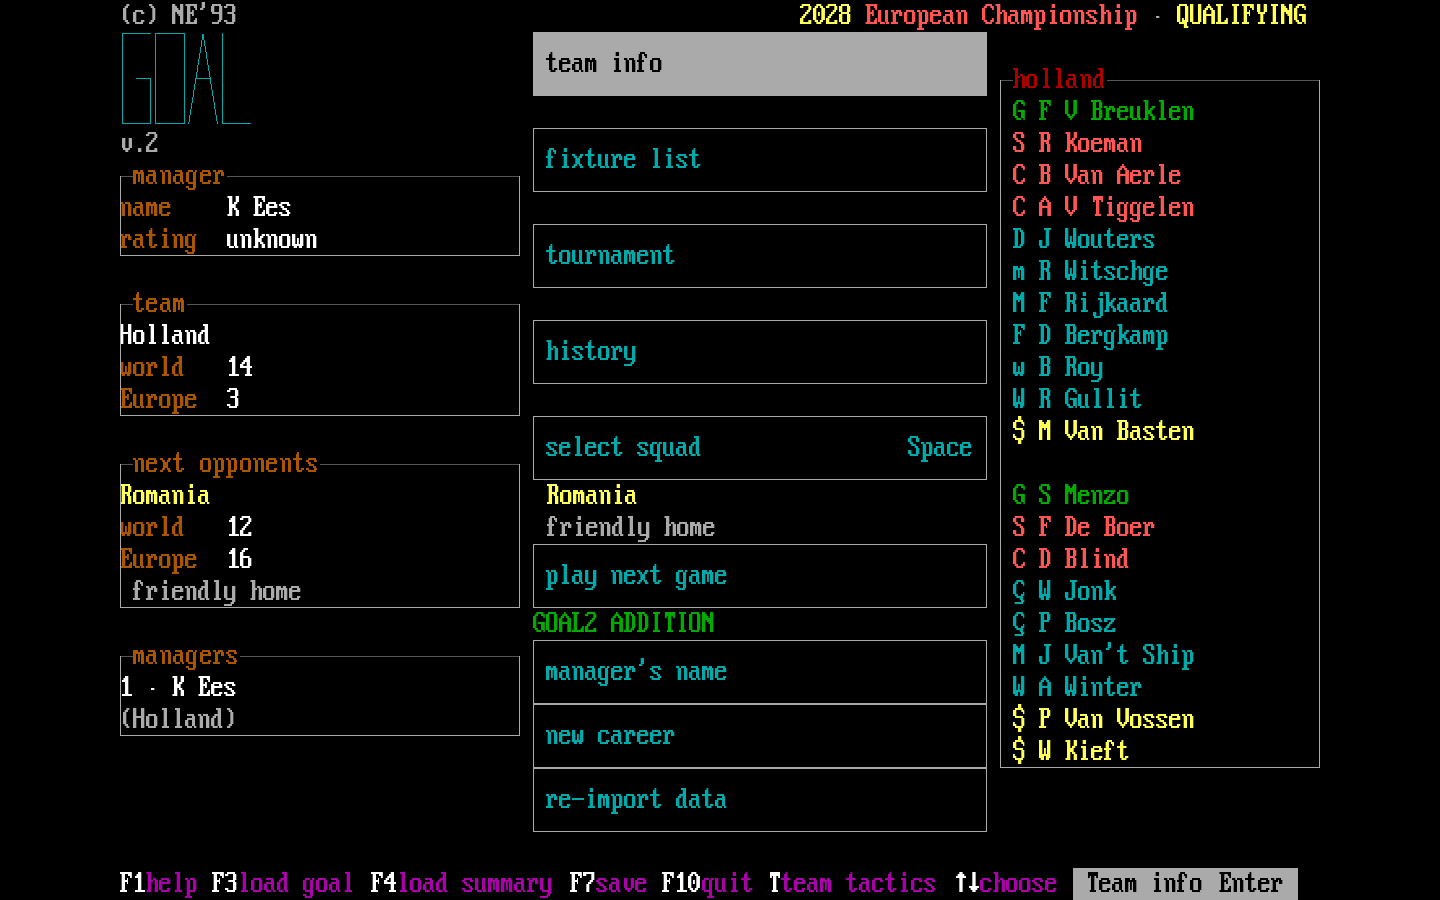 (c) NE'93
2028 European Championship · QUALIFYING
GOAL
v.2
manager
name K Ees
rating unknown
team
Holland
world 14
Europe 3
next opponents
Romania
world 12
Europe 16
friendly home
managers
1 · K Ees
(Holland)
team info
fixture list
tournament
history
select squad Space
Romania
friendly home
play next game
GOAL2 ADDITION
manager's name
new career
re-import data
holland
G F V Breuklen
S R Koeman
C B Van Aerle
C A V Tiggelen
D J Wouters
m R Witschge
M F Rijkaard
F D Bergkamp
w B Roy
W R Gullit
$ M Van Basten
G S Menzo
S F De Boer
C D Blind
Ç W Jonk
Ç P Bosz
M J Van't Ship
W A Winter
$ P Van Vossen
$ W Kieft
F1help F3load goal F4load summary F7save F10quit Tteam tactics ↑↓choose Team info Enter